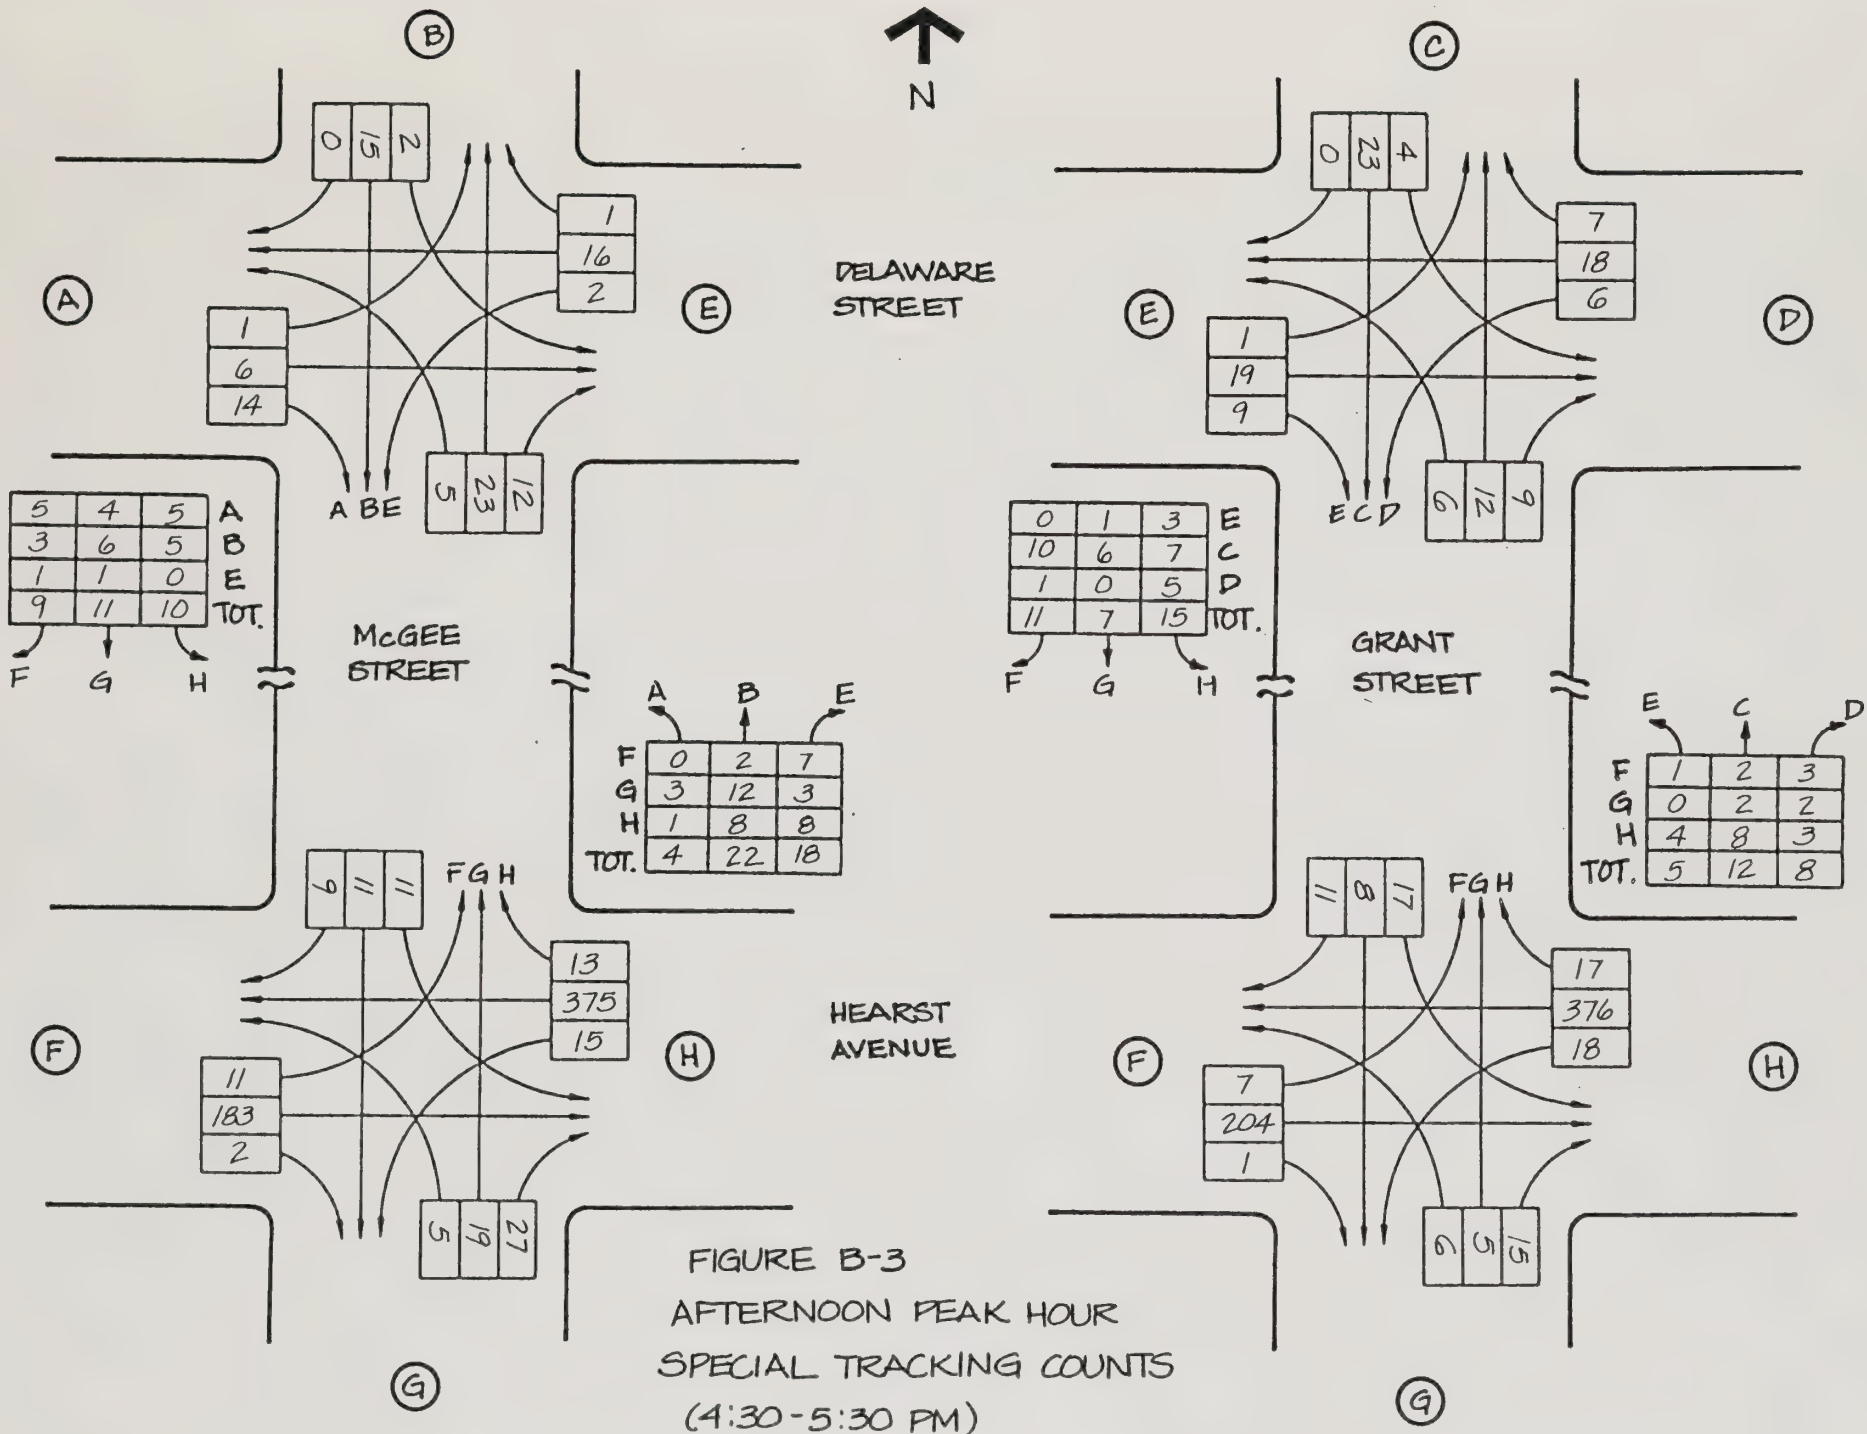 B
C
N
0 15 2
0 23 4
1
16
2
7
18
6
DELAWARE
STREET
A
E
E
D
1
6
14
1
19
9
A B E
5 23 12
E C D
6 12 9
5 4 5 A
3 6 5 B
1 1 0 E
9 11 10 TOT.
F G H
0 1 3 E
10 6 7 C
1 0 5 D
11 7 15 TOT.
F G H
McGEE
STREET
GRANT
STREET
A B E
F 0 2 7
G 3 12 3
H 1 8 8
TOT. 4 22 18
E C D
F 1 2 3
G 0 2 2
H 4 8 3
TOT. 5 12 8
9 11 11
F G H
11 8 17
F G H
13
375
15
17
376
18
HEARST
AVENUE
F
H
F
H
11
183
2
7
204
1
5 19 27
6 5 15
FIGURE B-3
AFTERNOON PEAK HOUR
SPECIAL TRACKING COUNTS
(4:30-5:30 PM)
G
G